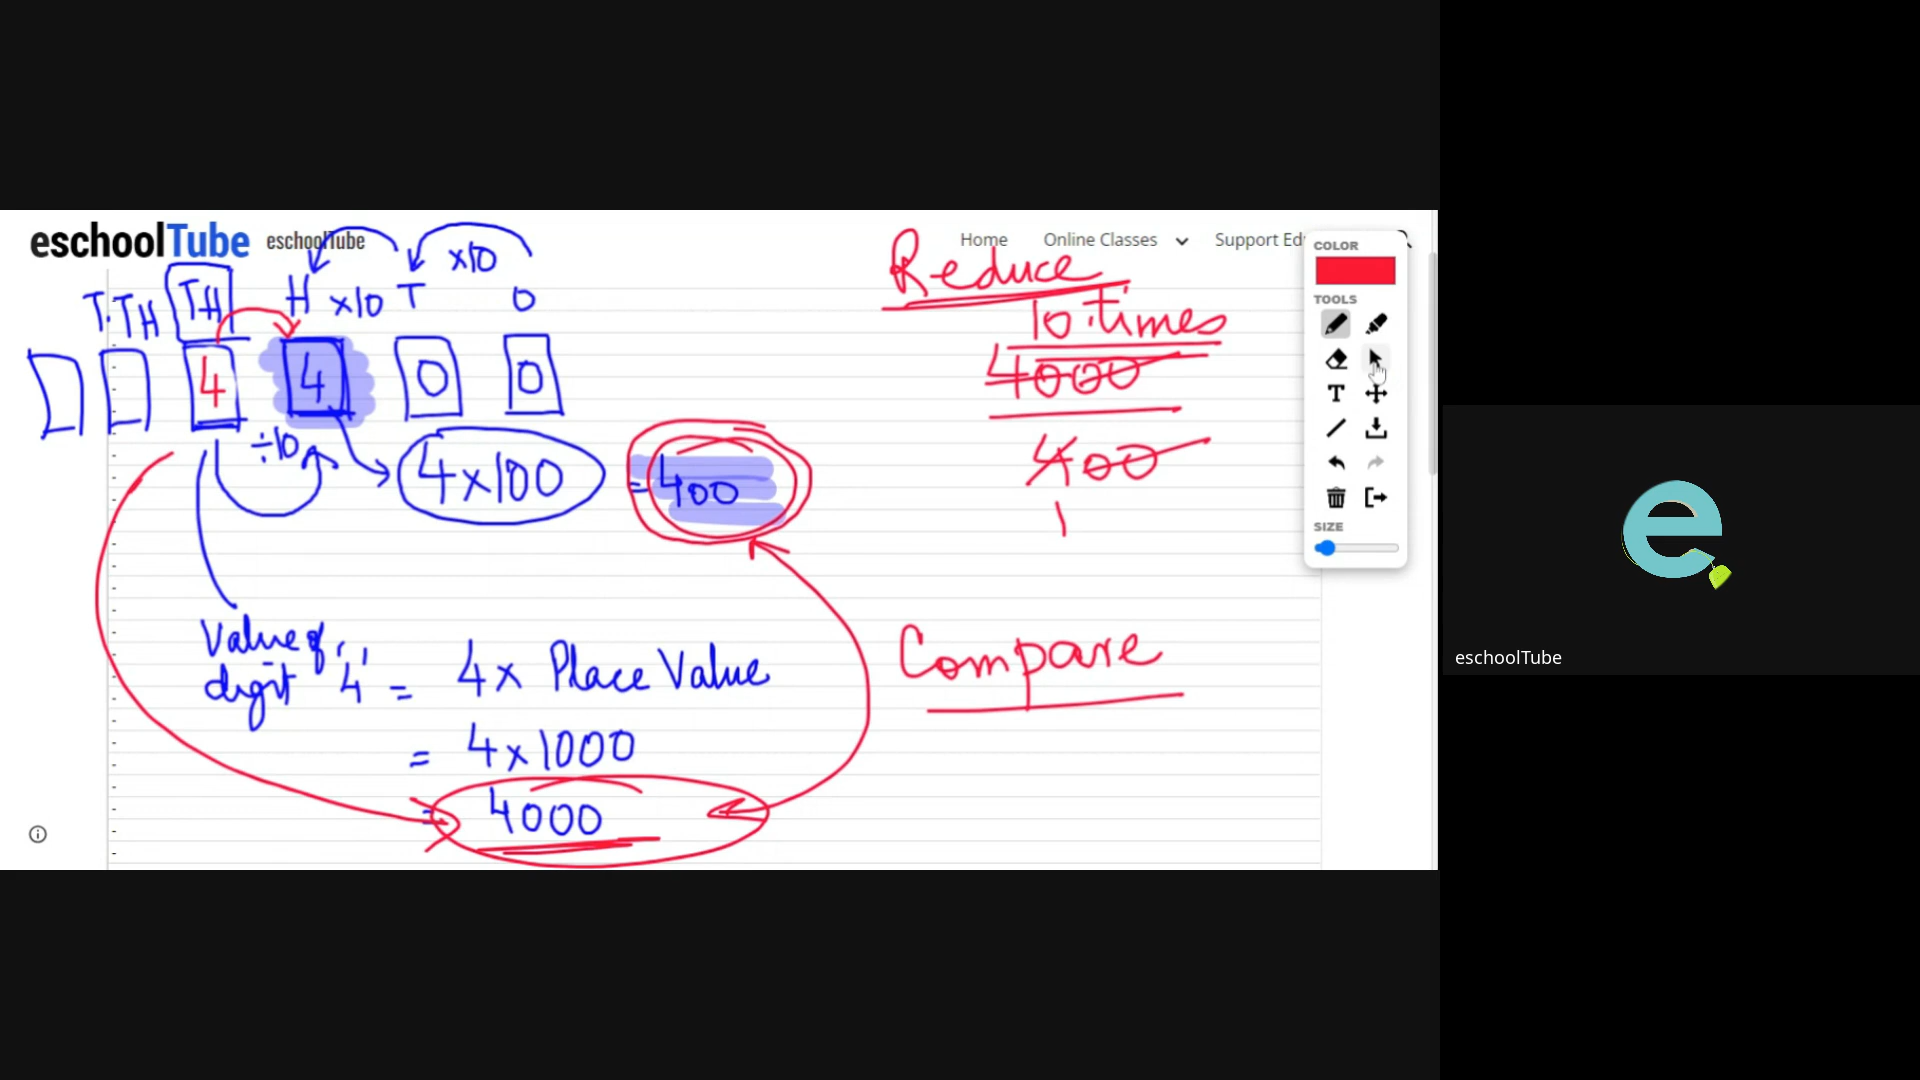 eschoolTube eschoolTube
Home Online Classes Support Ed
T.TH TH H x10 T x10 O
4 4 0 0
÷10
4x100 = 400
Reduce
10 times
4000
400
1
Value of digit '4' = 4x Place Value
= 4x1000
= 4000
Compare
COLOR
TOOLS
T
SIZE
eschoolTube